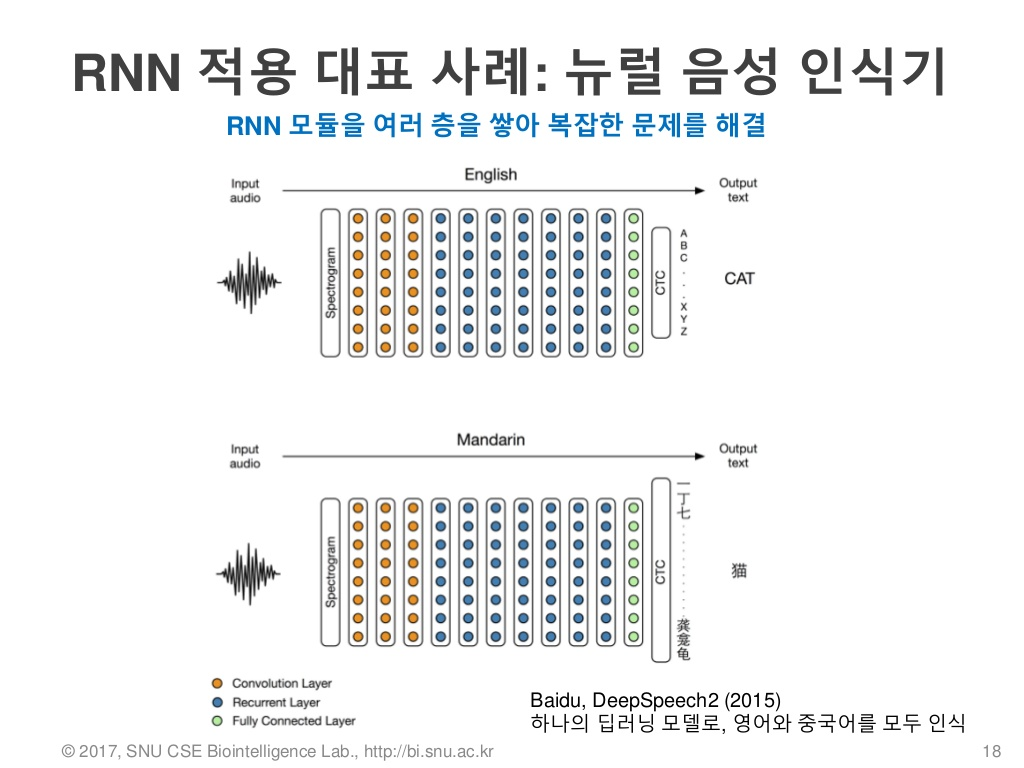 RNN 적용 대표 사례: 뉴럴 음성 인식기
RNN 모듈을 여러 층을 쌓아 복잡한 문제를 해결
English
Input
audio
Output
text
Spectrogram
CTC
A
B
C
.
.
.
X
Y
Z
CAT
Mandarin
Input
audio
Output
text
Spectrogram
CTC
一
丁
七
龚
龛
龟
猫
Convolution Layer
Recurrent Layer
Fully Connected Layer
Baidu, DeepSpeech2 (2015)
하나의 딥러닝 모델로, 영어와 중국어를 모두 인식
© 2017, SNU CSE Biointelligence Lab., http://bi.snu.ac.kr
18